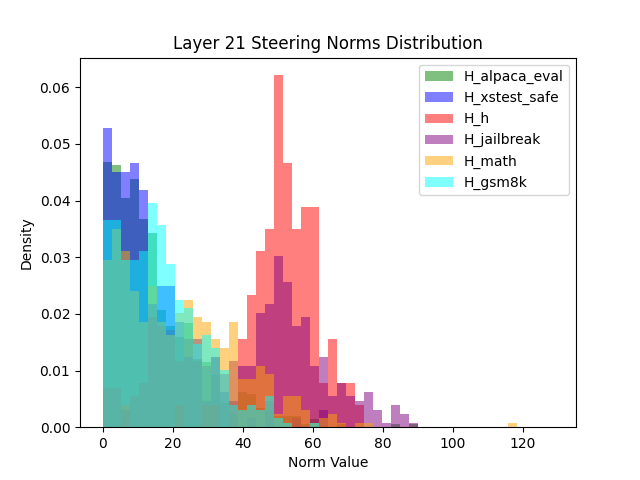 Layer 21 Steering Norms Distribution
H_alpaca_eval
H_xstest_safe
H_h
H_jailbreak
H_math
H_gsm8k
Density
0.06
0.05
0.04
0.03
0.02
0.01
0.00
0 20 40 60 80 100 120
Norm Value